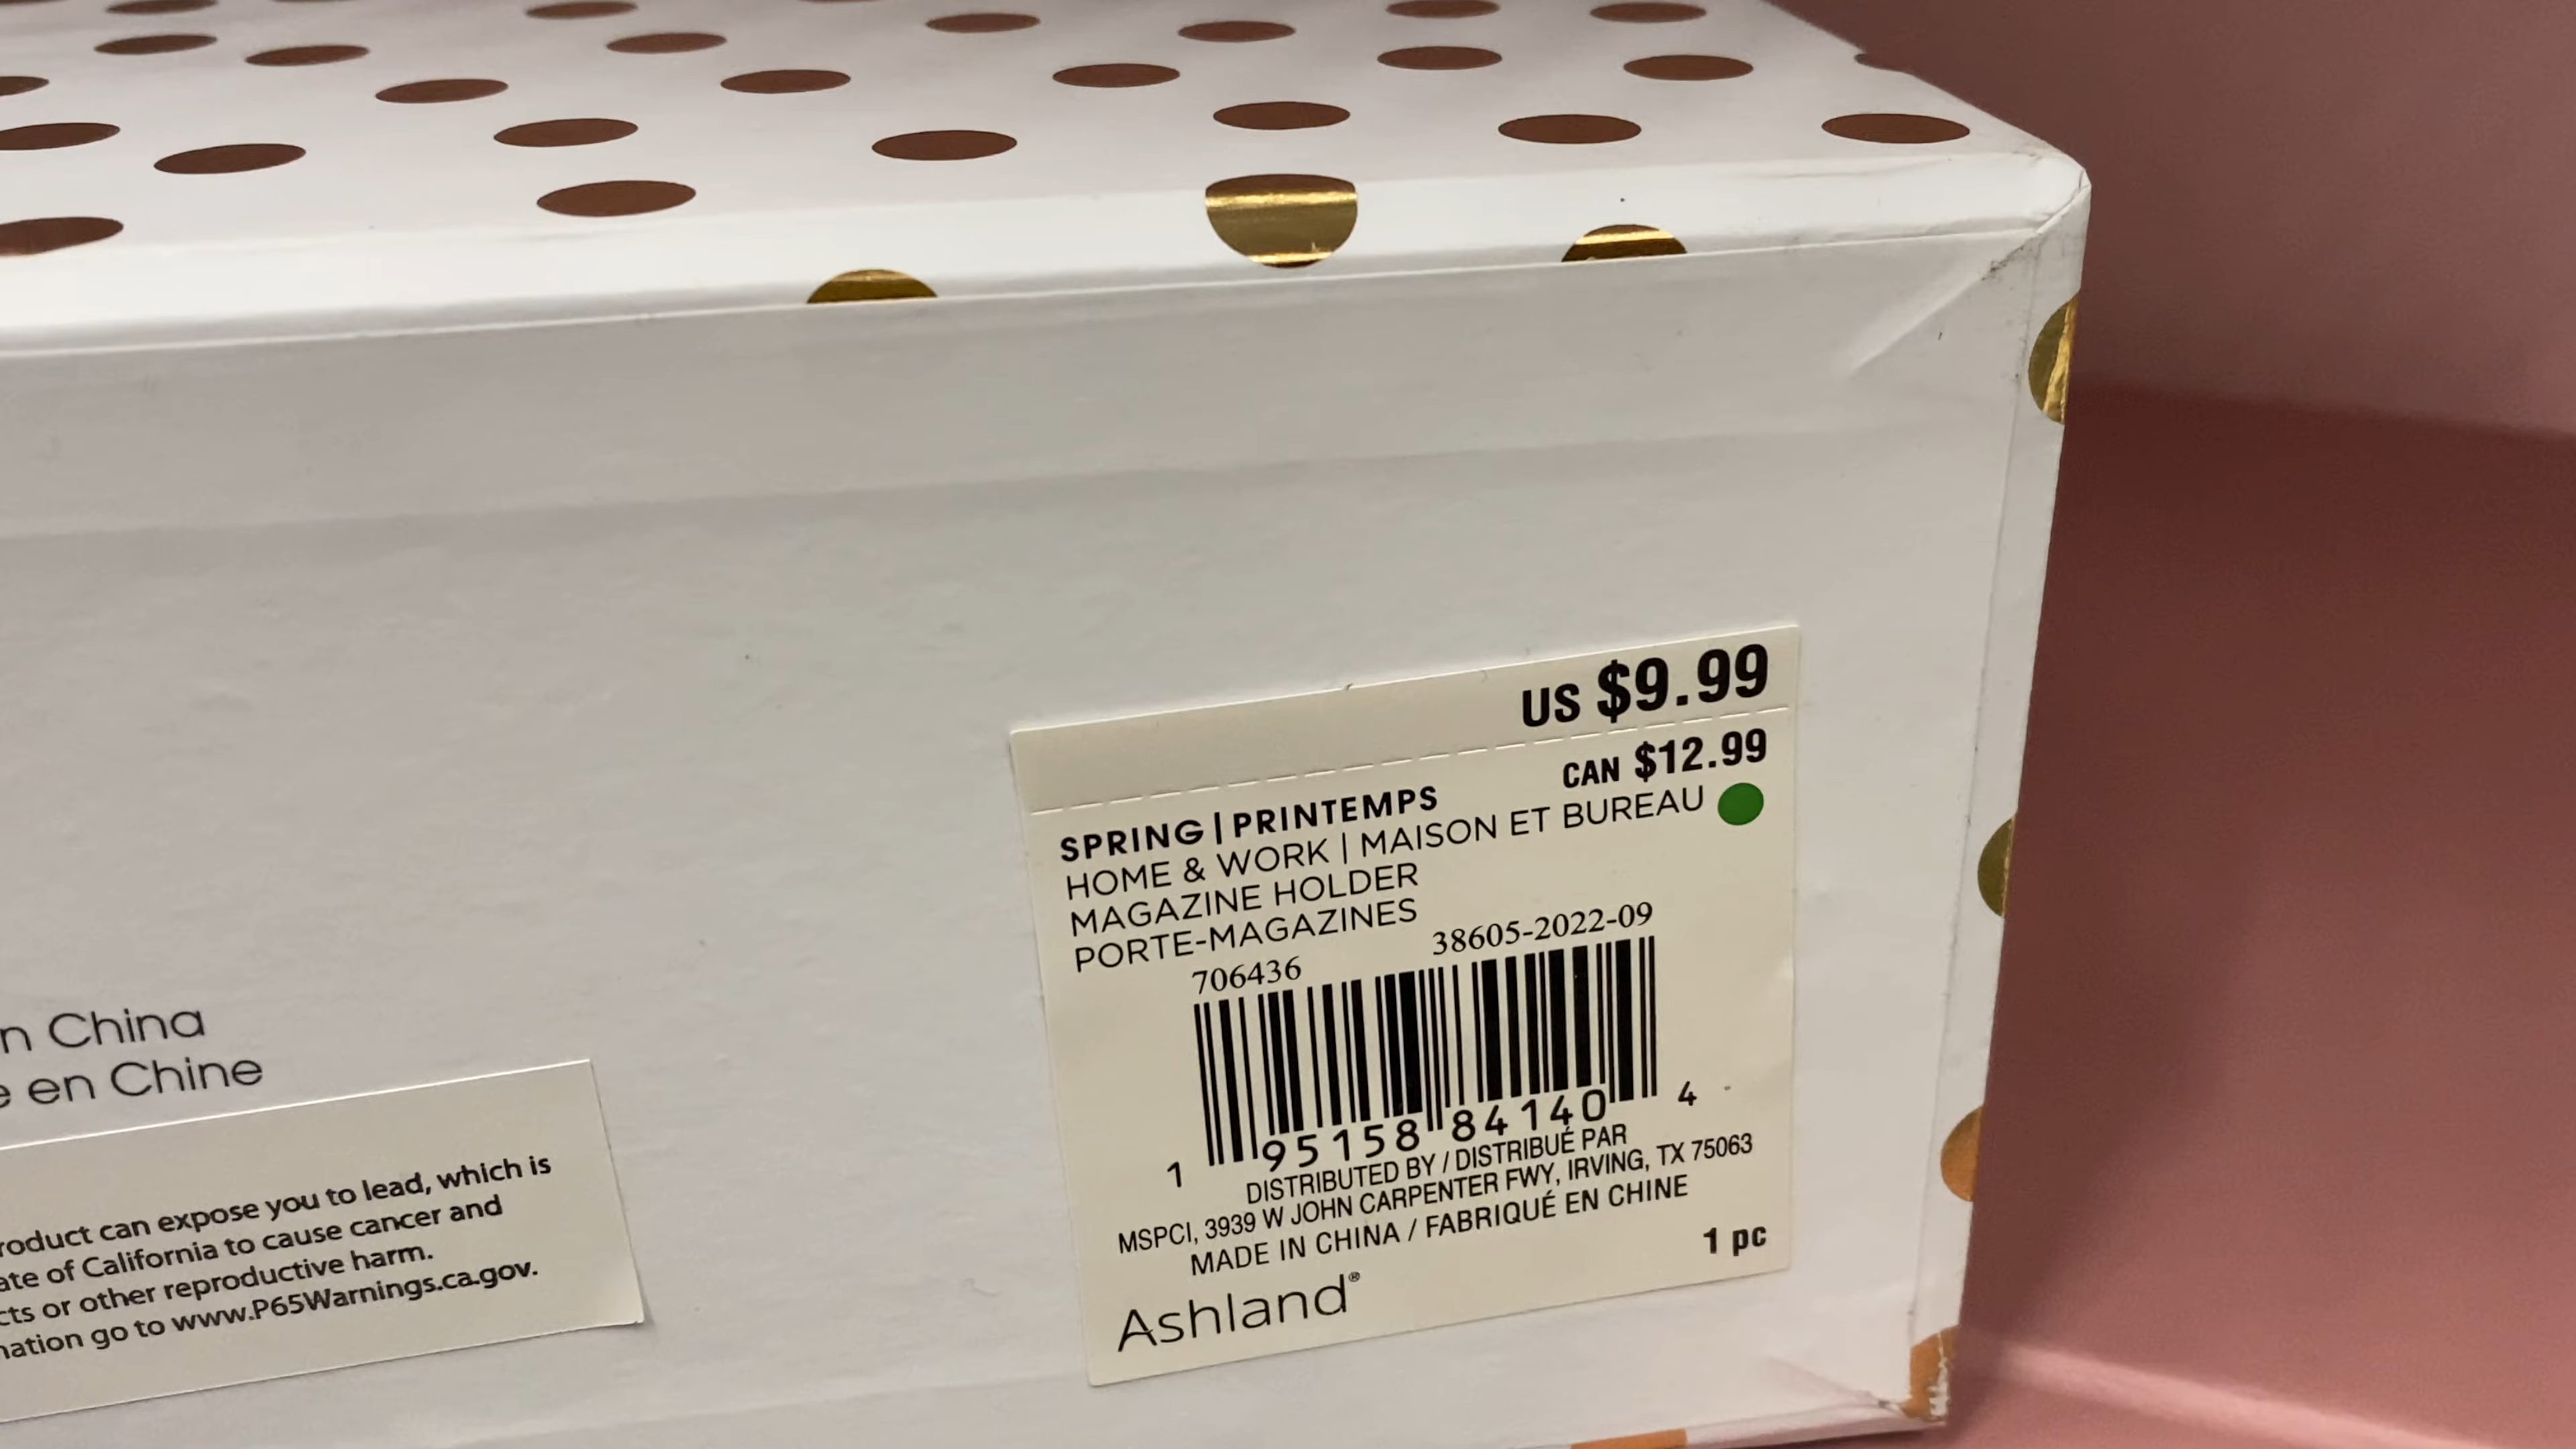 US $9.99
CAN $12.99
SPRING | PRINTEMPS
HOME & WORK | MAISON ET BUREAU
MAGAZINE HOLDER
PORTE-MAGAZINES
706436 38605-2022-09
1 95158 84140 4
DISTRIBUTED BY / DISTRIBUÉ PAR
MSPCI, 3939 W JOHN CARPENTER FWY, IRVING, TX 75063
MADE IN CHINA / FABRIQUÉ EN CHINE
1 pc
Ashland®
n China
e en Chine
roduct can expose you to lead, which is
ate of California to cause cancer and
cts or other reproductive harm.
nation go to www.P65Warnings.ca.gov.